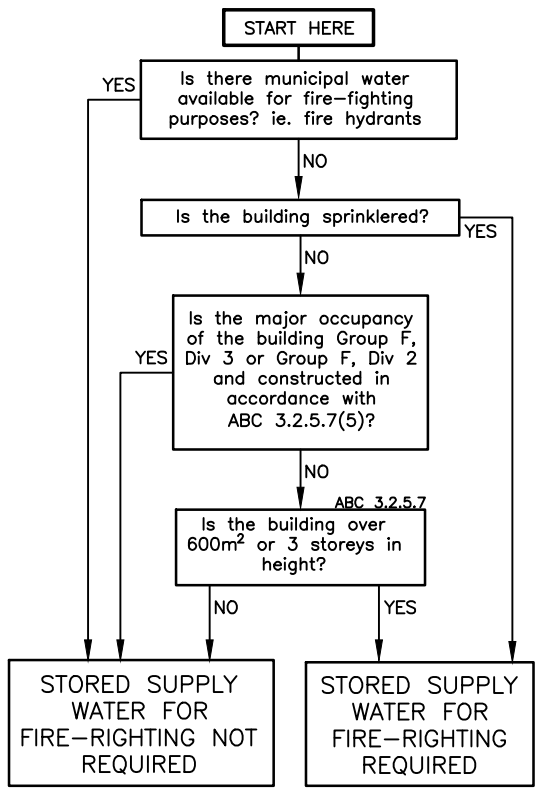 START HERE
Is there municipal water
available for fire-fighting
purposes? ie. fire hydrants
YES
NO
Is the building sprinklered?
YES
NO
Is the major occupancy
of the building Group F,
Div 3 or Group F, Div 2
and constructed in
accordance with
ABC 3.2.5.7(5)?
YES
NO
ABC 3.2.5.7
Is the building over
600m² or 3 storeys in
height?
NO
YES
STORED SUPPLY
WATER FOR
FIRE-RIGHTING NOT
REQUIRED
STORED SUPPLY
WATER FOR
FIRE-RIGHTING
REQUIRED